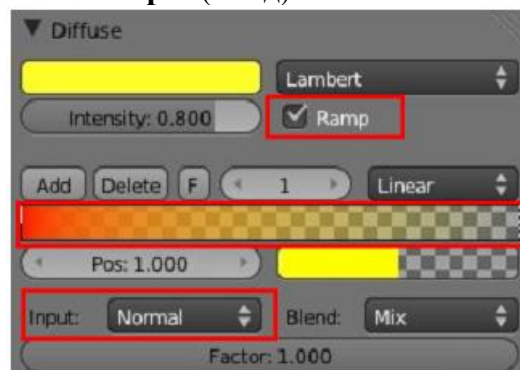 Diffuse
Lambert
Intensity: 0.800 Ramp
Add Delete F 1 Linear
Pos: 1.000
Input: Normal Blend: Mix
Factor: 1.000